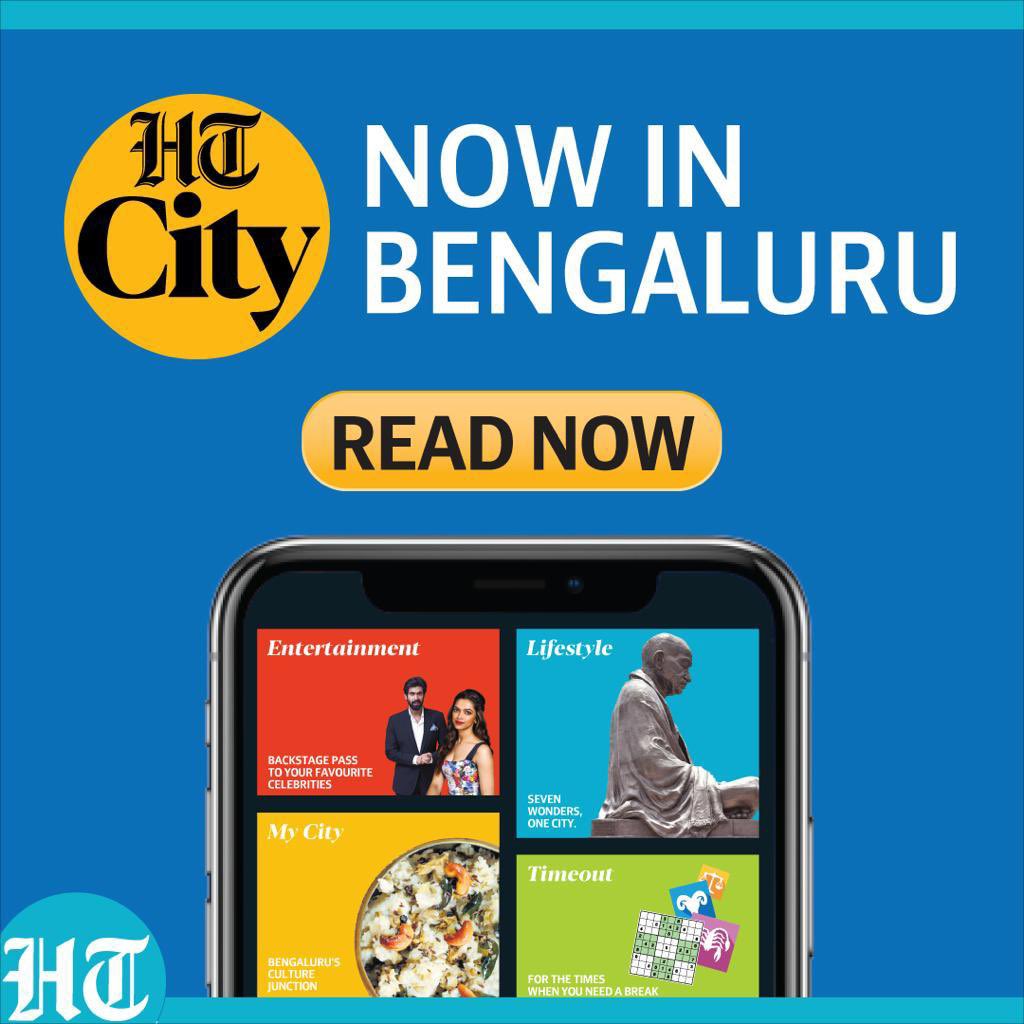 HT
City
NOW IN
BENGALURU
READ NOW
Entertainment
BACKSTAGE PASS
TO YOUR FAVOURITE
CELEBRITIES
Lifestyle
SEVEN
WONDERS,
ONE CITY.
My City
BENGALURU'S
CULTURE
JUNCTION
Timeout
FOR THE TIMES
WHEN YOU NEED A BREAK
HT